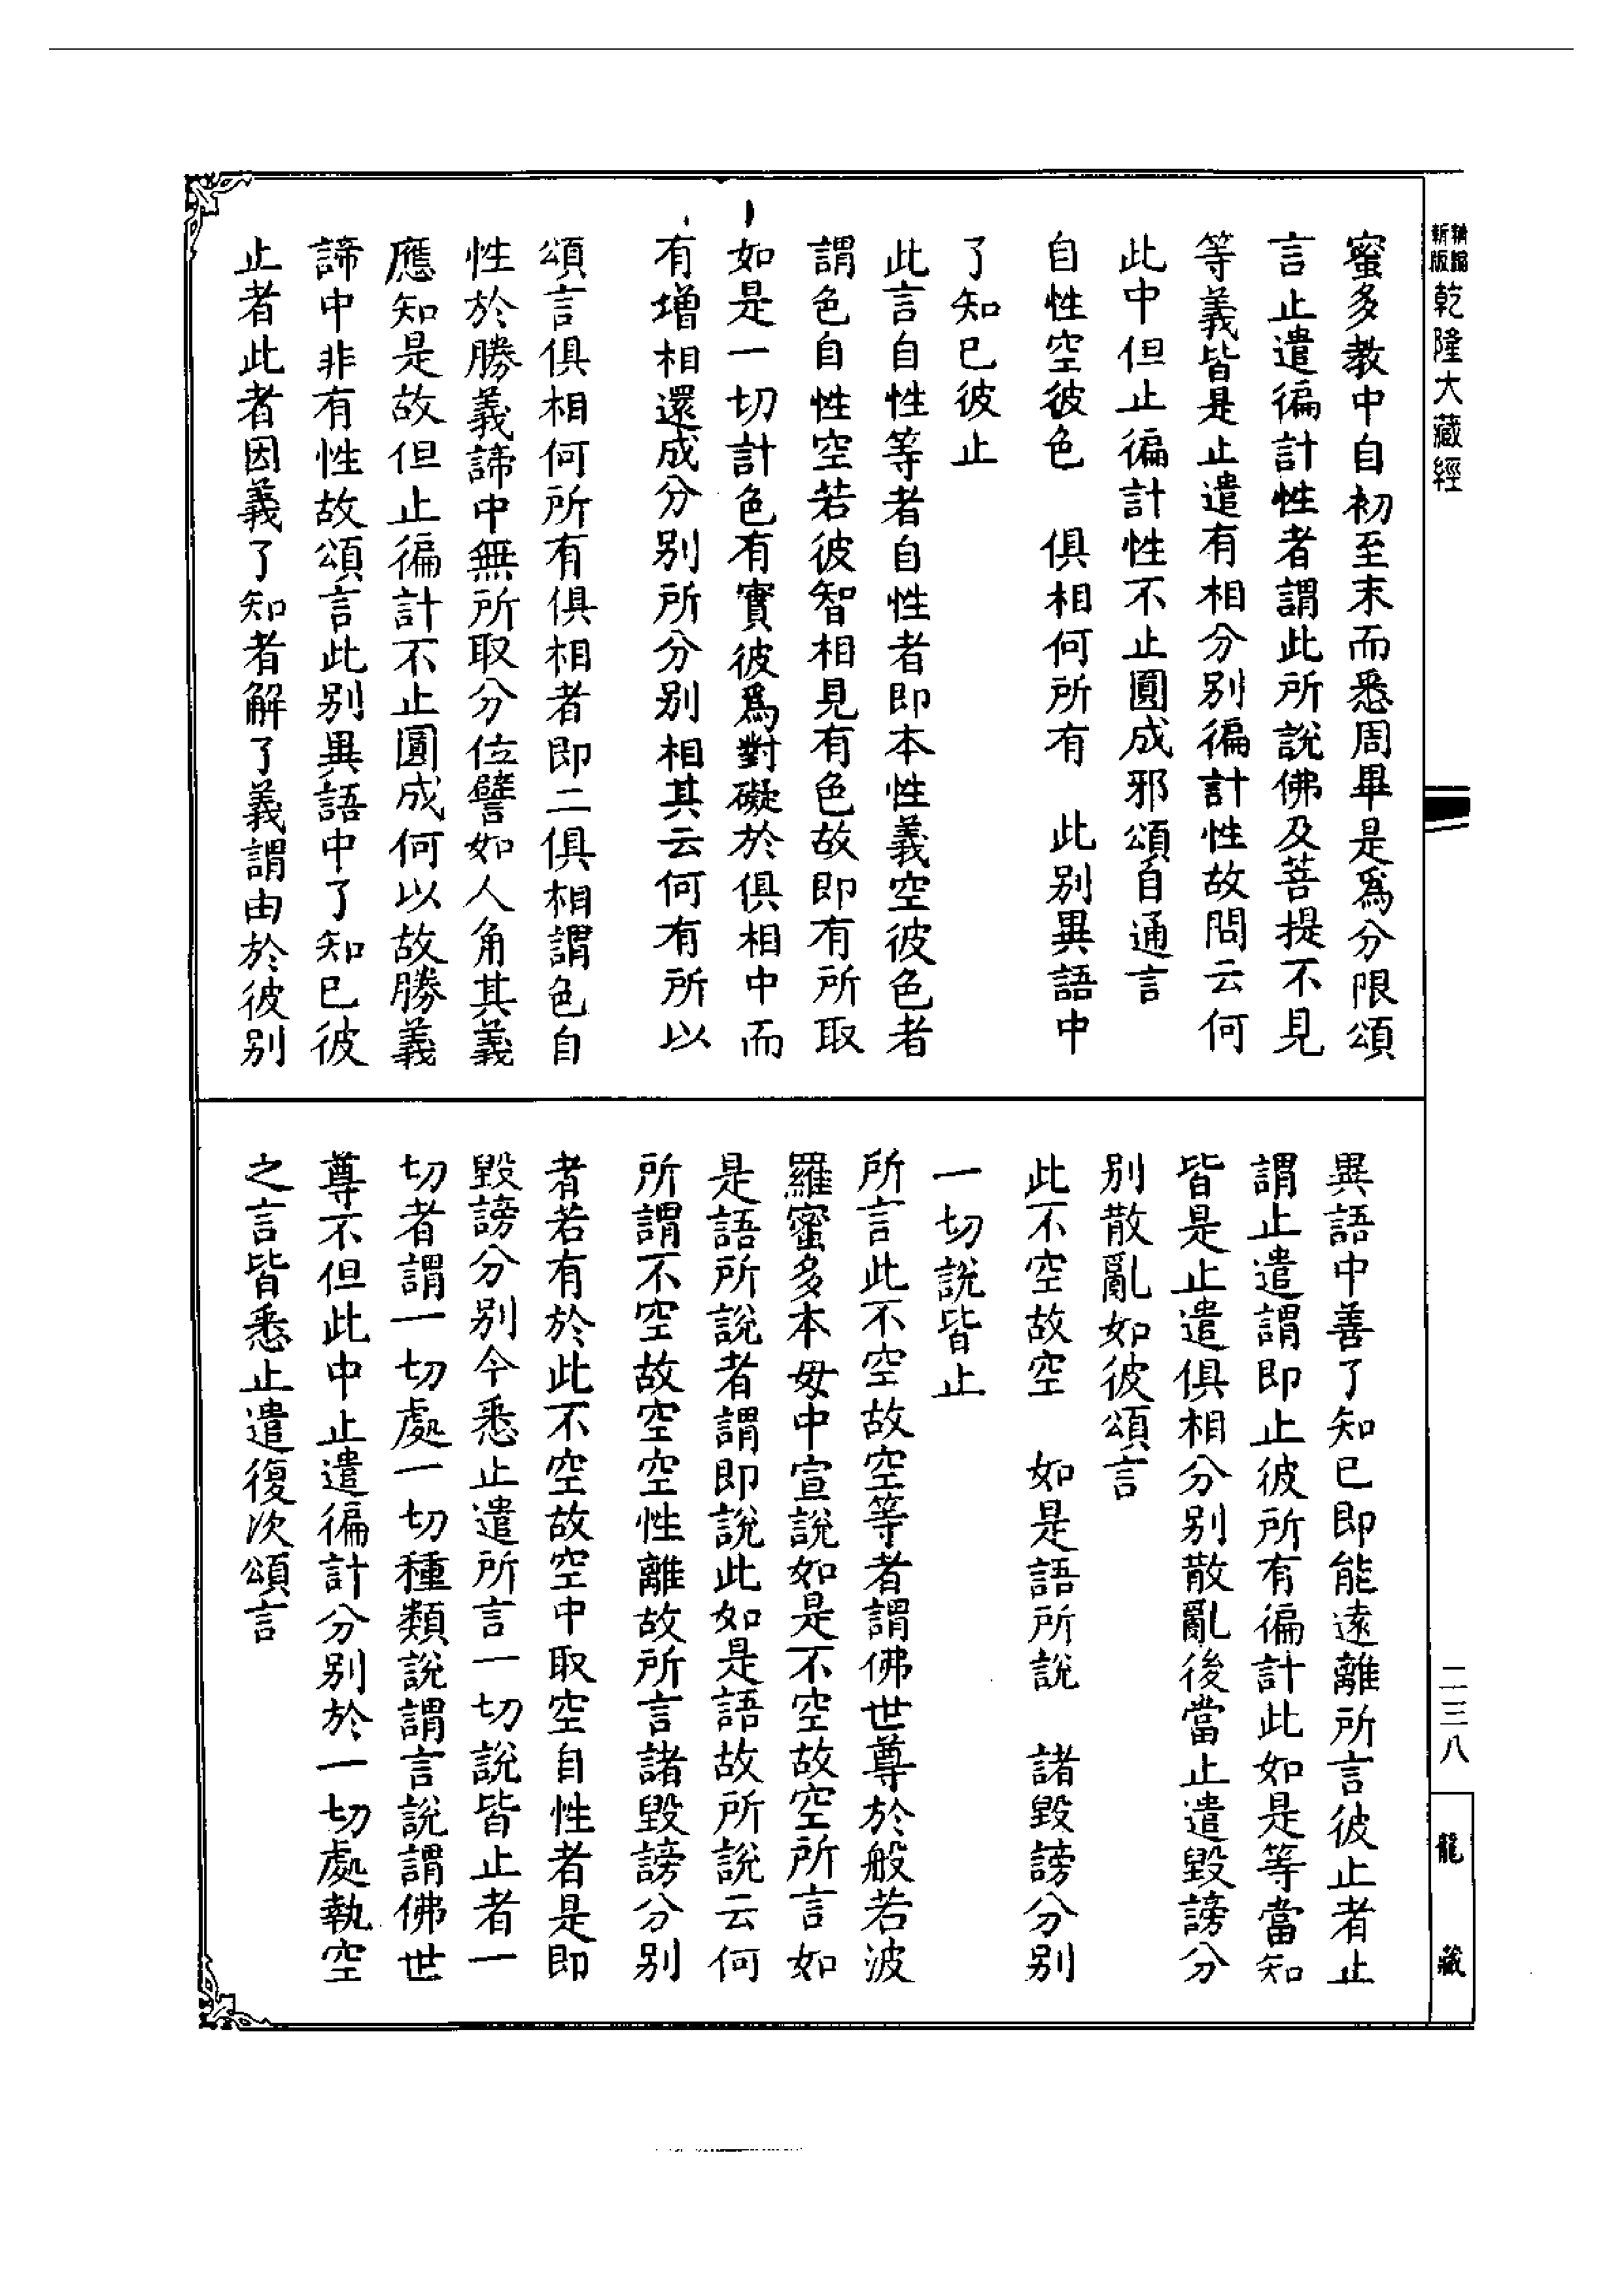 新編
新版
乾隆大藏經
蜜多教中自初至末而悉周畢是爲分限頌
言止遣徧計性者謂此所說佛及菩提不見
等義皆是止遣有相分別徧計性故問云何
此中但止徧計性不止圓成邪頌自通言
自性空彼色　俱相何所有　此別異語中
了知已彼止
此言自性等者自性者即本性義空彼色者
謂色自性空若彼智相見有色故即有所取
如是一切計色有實彼爲對礙於俱相中而
有增相還成分別所分別相其云何有所以
頌言俱相何所有俱相者即二俱相謂色自
性於勝義諦中無所取分位譬如人角其義
應知是故但止徧計不止圓成何以故勝義
諦中非有性故頌言此別異語中了知已彼
止者此者因義了知者解了義謂由於彼別
異語中善了知已即能遠離所言彼止者止
謂止遣謂即止彼所有徧計此如是等當知
皆是止遣俱相分別散亂後當止遣毀謗分
別散亂如彼頌言
此不空故空　如是語所說　諸毀謗分別
一切說皆止
所言此不空故空等者謂佛世尊於般若波
羅蜜多本母中宣說如是不空故空所言如
是語所說者謂即說此如是語故所說云何
所謂不空故空空性離故所言諸毀謗分別
者若有於此不空故空中取空自性者是即
毀謗分別今悉止遣所言一切說皆止者一
切者謂一切處一切種類說謂言說謂佛世
尊不但此中止遣徧計分別於一切處執空
之言皆悉止遣復次頌言
二三八
龍藏